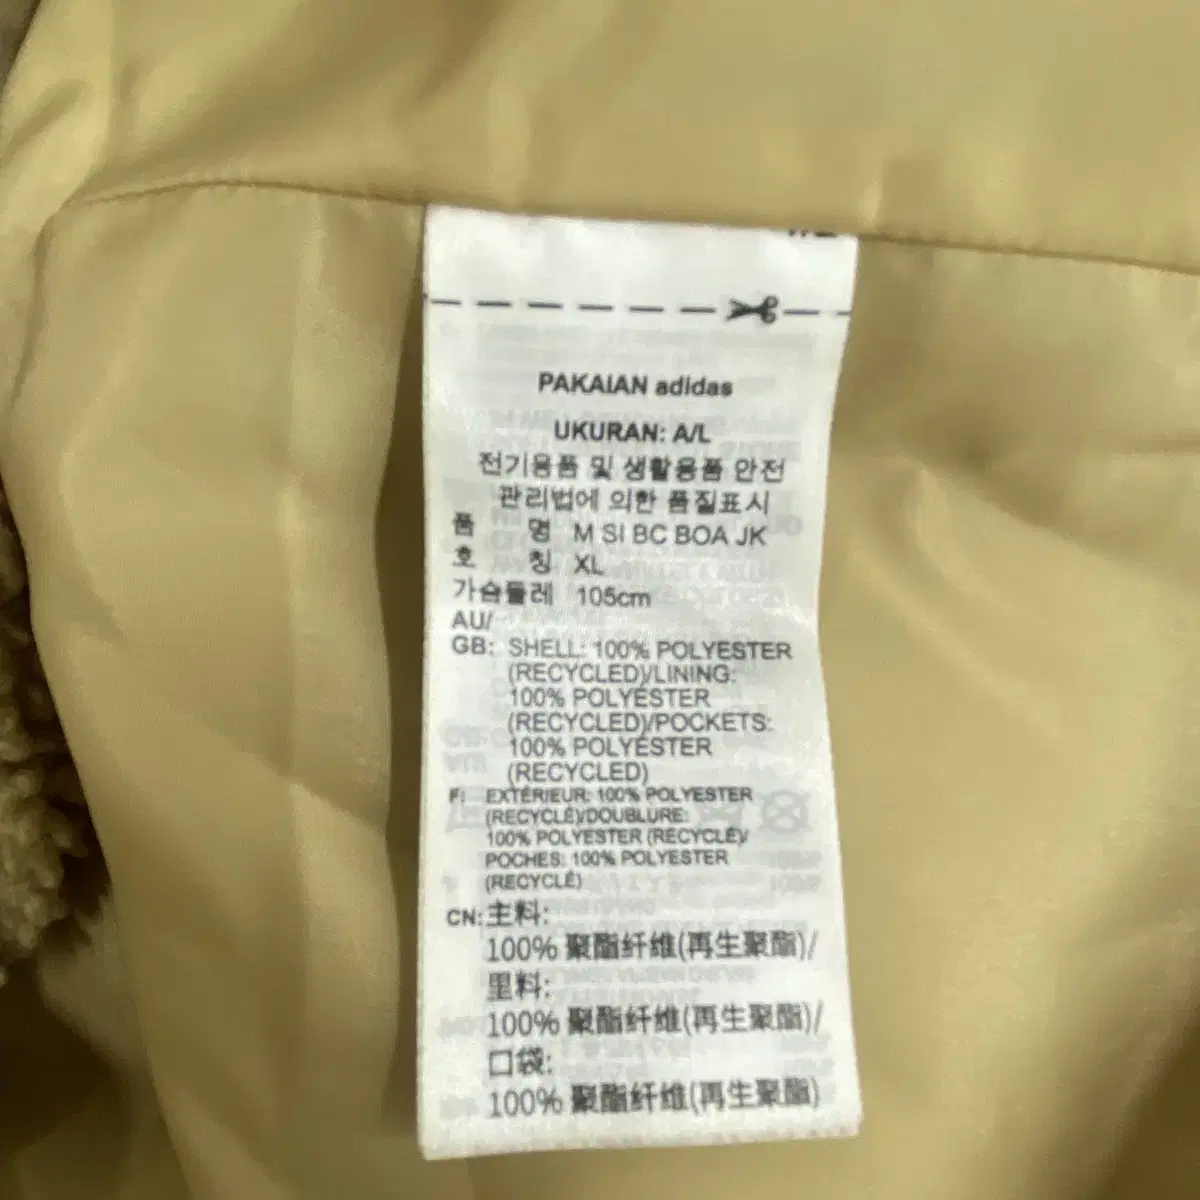 PAKAIAN adidas
UKURAN: A/L
전기용품 및 생활용품 안전
관리법에 의한 품질표시
품 명 M SI BC BOA JK
호 칭 XL
가슴둘레 105cm
AU/
GB: SHELL: 100% POLYESTER
(RECYCLED)/LINING:
100% POLYESTER
(RECYCLED)/POCKETS:
100% POLYESTER
(RECYCLED)
F: EXTÉRIEUR: 100% POLYESTER
(RECYCLÉ)/DOUBLURE:
100% POLYESTER (RECYCLÉ)/
POCHES: 100% POLYESTER
(RECYCLÉ)
CN: 主料:
100% 聚酯纤维(再生聚酯)/
里料:
100% 聚酯纤维(再生聚酯)/
口袋:
100% 聚酯纤维(再生聚酯)